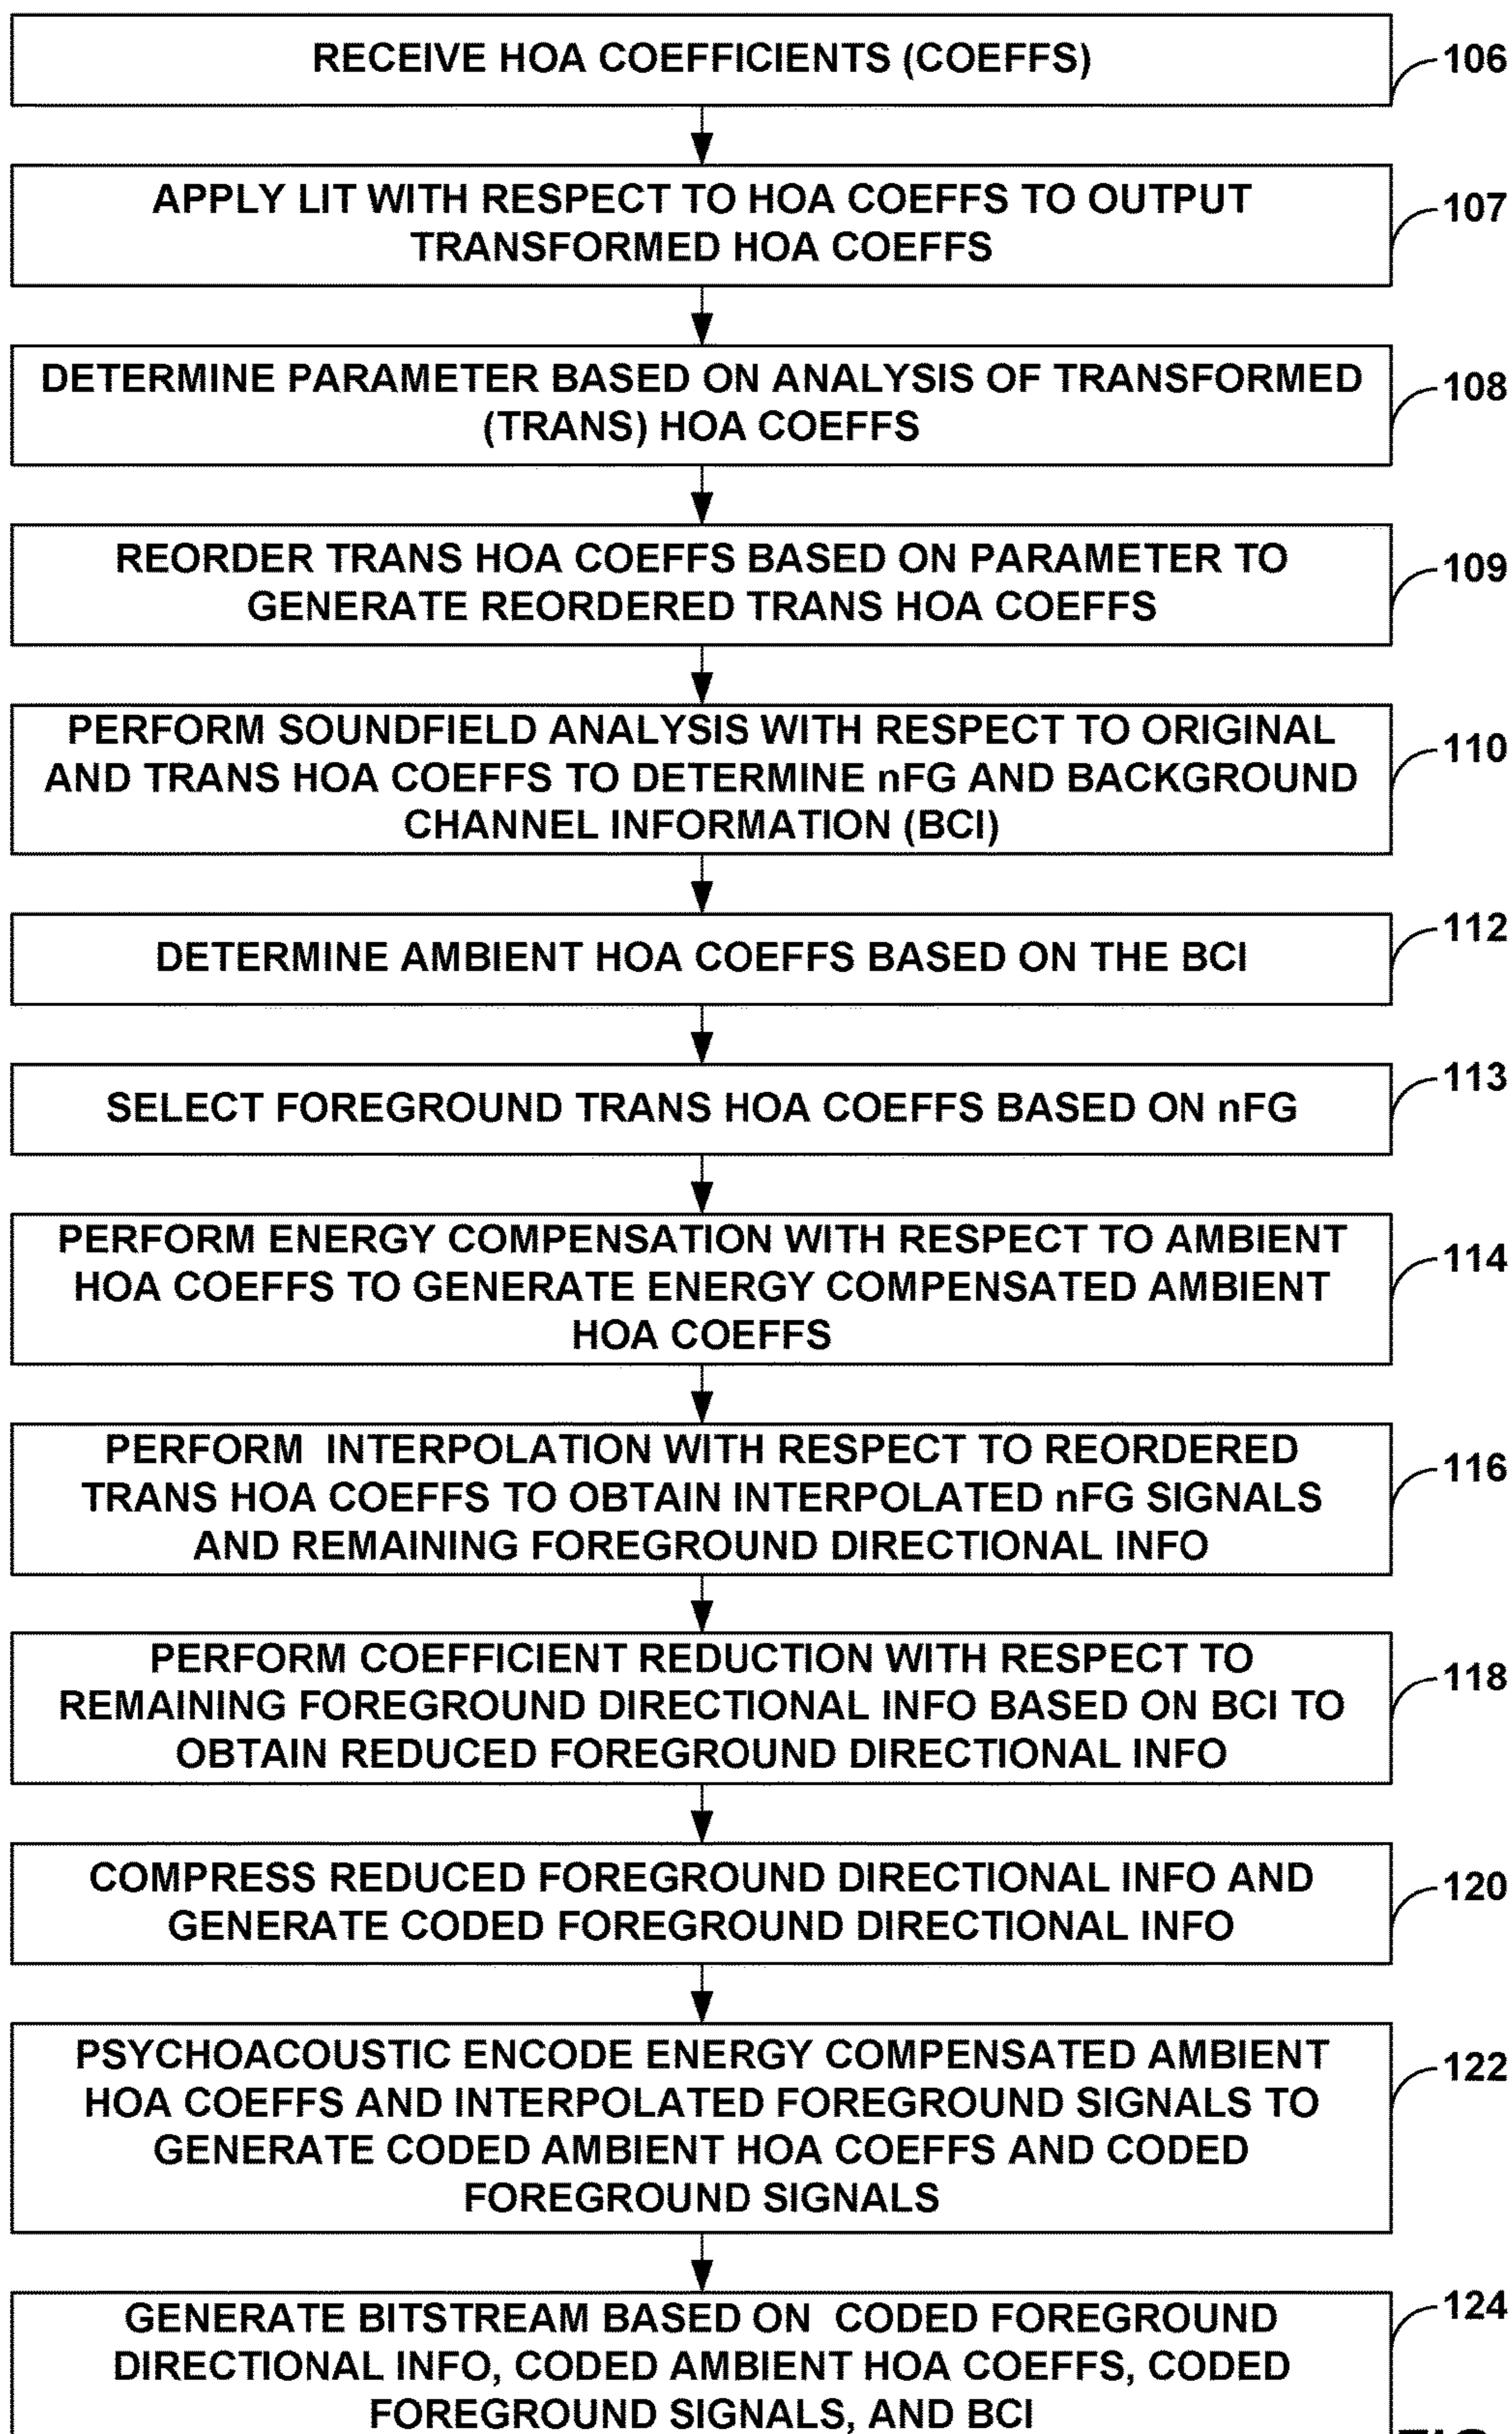 RECEIVE HOA COEFFICIENTS (COEFFS)
106
APPLY LIT WITH RESPECT TO HOA COEFFS TO OUTPUT
TRANSFORMED HOA COEFFS
107
DETERMINE PARAMETER BASED ON ANALYSIS OF TRANSFORMED
(TRANS) HOA COEFFS
108
REORDER TRANS HOA COEFFS BASED ON PARAMETER TO
GENERATE REORDERED TRANS HOA COEFFS
109
PERFORM SOUNDFIELD ANALYSIS WITH RESPECT TO ORIGINAL
AND TRANS HOA COEFFS TO DETERMINE nFG AND BACKGROUND
CHANNEL INFORMATION (BCI)
110
DETERMINE AMBIENT HOA COEFFS BASED ON THE BCI
112
SELECT FOREGROUND TRANS HOA COEFFS BASED ON nFG
113
PERFORM ENERGY COMPENSATION WITH RESPECT TO AMBIENT
HOA COEFFS TO GENERATE ENERGY COMPENSATED AMBIENT
HOA COEFFS
114
PERFORM INTERPOLATION WITH RESPECT TO REORDERED
TRANS HOA COEFFS TO OBTAIN INTERPOLATED nFG SIGNALS
AND REMAINING FOREGROUND DIRECTIONAL INFO
116
PERFORM COEFFICIENT REDUCTION WITH RESPECT TO
REMAINING FOREGROUND DIRECTIONAL INFO BASED ON BCI TO
OBTAIN REDUCED FOREGROUND DIRECTIONAL INFO
118
COMPRESS REDUCED FOREGROUND DIRECTIONAL INFO AND
GENERATE CODED FOREGROUND DIRECTIONAL INFO
120
PSYCHOACOUSTIC ENCODE ENERGY COMPENSATED AMBIENT
HOA COEFFS AND INTERPOLATED FOREGROUND SIGNALS TO
GENERATE CODED AMBIENT HOA COEFFS AND CODED
FOREGROUND SIGNALS
122
GENERATE BITSTREAM BASED ON CODED FOREGROUND
DIRECTIONAL INFO, CODED AMBIENT HOA COEFFS, CODED
FOREGROUND SIGNALS, AND BCI
124